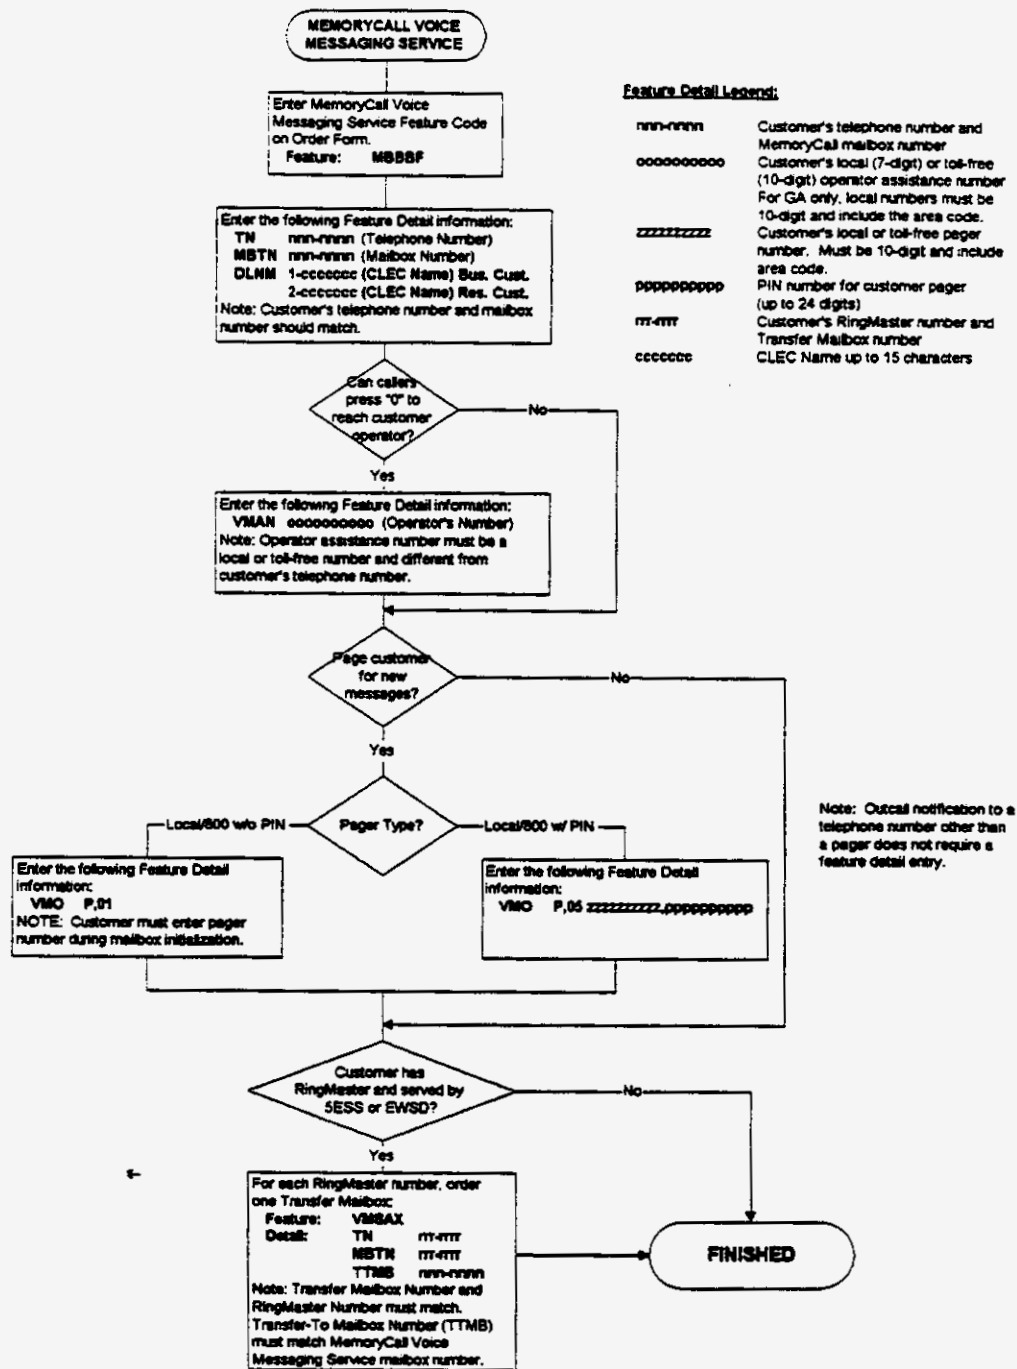 MEMORYCALL VOICE
MESSAGING SERVICE
Enter MemoryCall Voice
Messaging Service Feature Code
on Order Form.
Feature: MBBBF
Enter the following Feature Detail information:
TN nnn-nnnn (Telephone Number)
MBTN nnn-nnnn (Mailbox Number)
DLNM 1-ccccccc (CLEC Name) Bus. Cust.
2-ccccccc (CLEC Name) Res. Cust.
Note: Customer's telephone number and mailbox
number should match.
Can callers
press "0" to
reach customer
operator?
No
Yes
Enter the following Feature Detail information:
VMAN oooooooooo (Operator's Number)
Note: Operator assistance number must be a
local or toll-free number and different from
customer's telephone number.
Page customer
for new
messages?
No
Yes
Pager Type?
Local/800 w/o PIN
Local/800 w/ PIN
Enter the following Feature Detail
information:
VMO P,01
NOTE: Customer must enter pager
number during mailbox initialization.
Enter the following Feature Detail
information:
VMO P,05 zzzzzzzzzz,pppppppppp
Customer has
RingMaster and served by
5ESS or EWSD?
No
Yes
For each RingMaster number, order
one Transfer Mailbox:
Feature: VMSAX
Detail: TN rrr-rrrr
MBTN rrr-rrrr
TTMB nnn-nnnn
Note: Transfer Mailbox Number and
RingMaster Number must match.
Transfer-To Mailbox Number (TTMB)
must match MemoryCall Voice
Messaging Service mailbox number.
FINISHED
Feature Detail Legend:
nnn-nnnn Customer's telephone number and
MemoryCall mailbox number
oooooooooo Customer's local (7-digit) or toll-free
(10-digit) operator assistance number
For GA only, local numbers must be
10-digit and include the area code.
zzzzzzzzzz Customer's local or toll-free pager
number. Must be 10-digit and include
area code.
pppppppppp PIN number for customer pager
(up to 24 digits)
rrr-rrrr Customer's RingMaster number and
Transfer Mailbox number
ccccccc CLEC Name up to 15 characters
Note: Outcall notification to a
telephone number other than
a pager does not require a
feature detail entry.